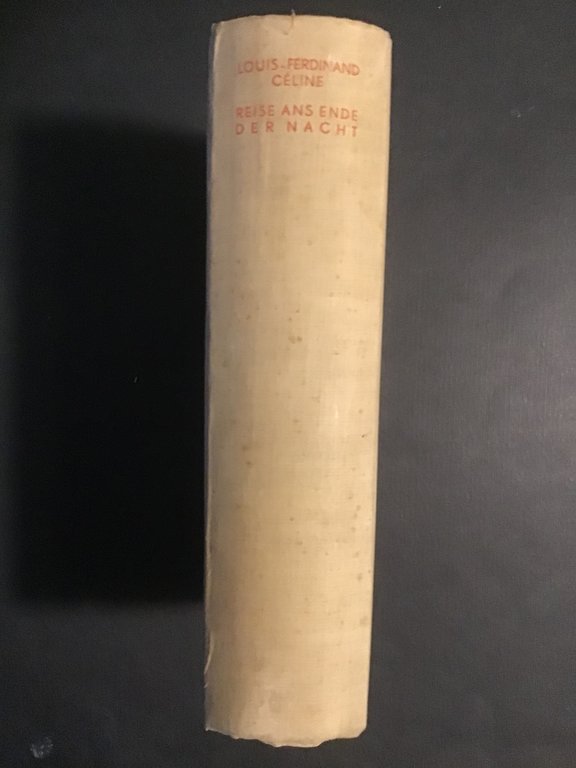 LOUIS-FERDINAND
CÉLINE
REISE ANS ENDE
DER NACHT